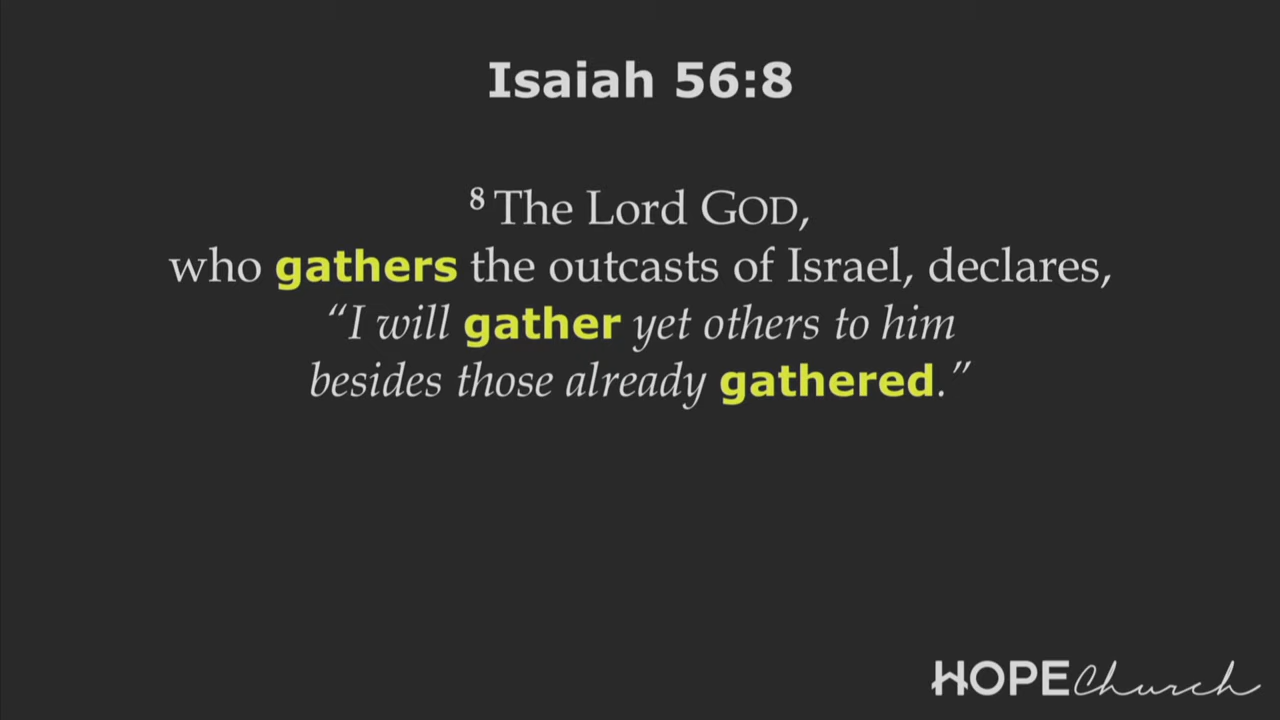 Isaiah 56:8
8 The Lord GOD,
who gathers the outcasts of Israel, declares,
“I will gather yet others to him
besides those already gathered.”
HOPE Church